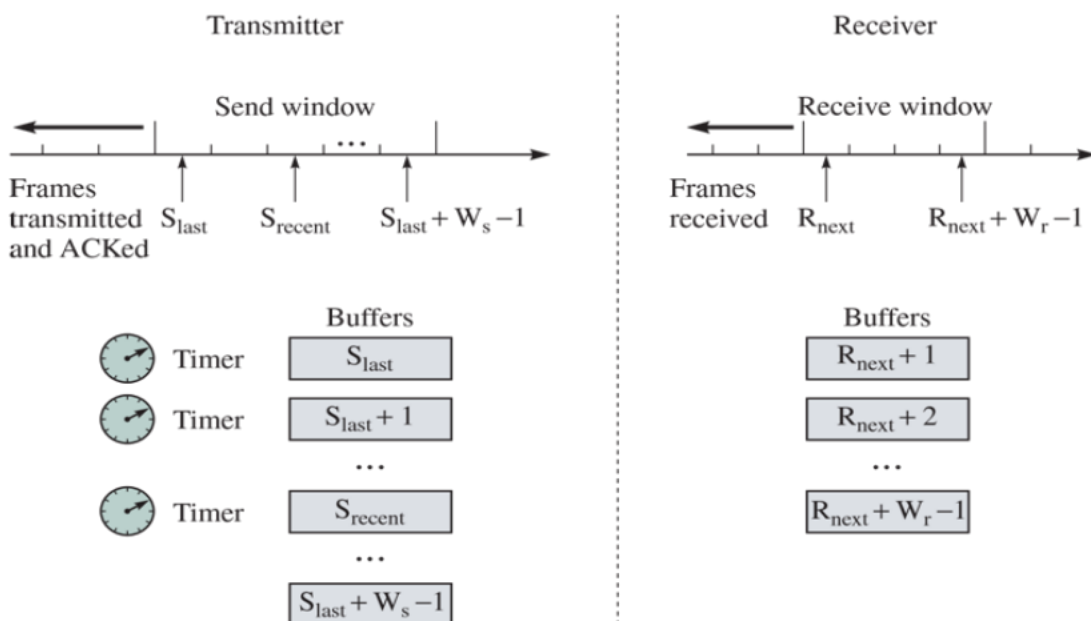 Transmitter
Send window
...
Frames
transmitted
and ACKed
S_last
S_recent
S_last + W_s −1
Buffers
Timer S_last
Timer S_last + 1
...
Timer S_recent
...
S_last + W_s −1
Receiver
Receive window
Frames
received
R_next
R_next + W_r −1
Buffers
R_next + 1
R_next + 2
...
R_next + W_r −1